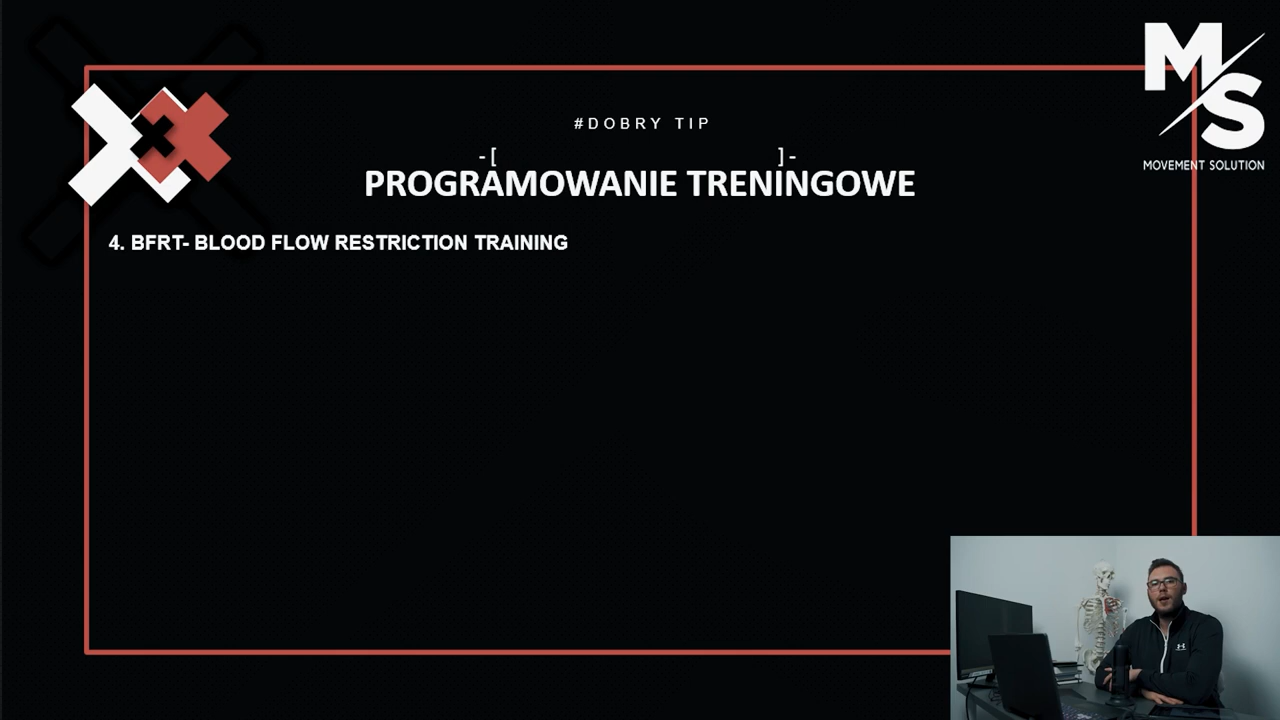 #DOBRY TIP
-[ ]-
PROGRAMOWANIE TRENINGOWE
4. BFRT- BLOOD FLOW RESTRICTION TRAINING
M/S
MOVEMENT SOLUTION